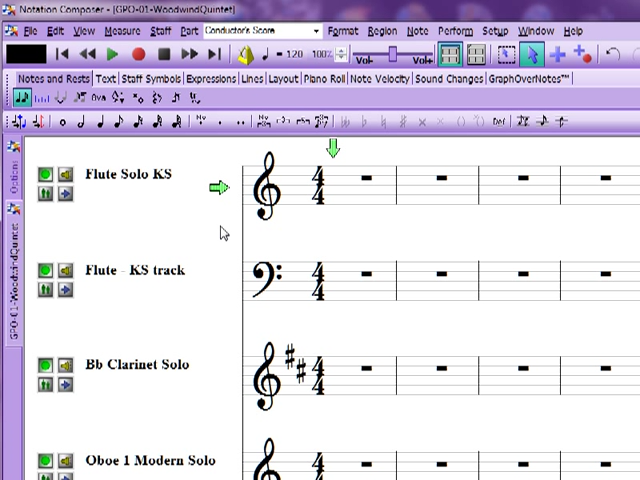 Notation Composer - [GPO-01-WoodwindQuintet]
File Edit View Measure Staff Part Conductor's Score Format Region Note Perform Setup Window Help
= 120 100% Vol- Vol+
Notes and Rests Text Staff Symbols Expressions Lines Layout Piano Roll Note Velocity Sound Changes GraphOverNotes™
8va
Def
Options
GPO-01-WoodwindQuintet
Flute Solo KS
Flute - KS track
Bb Clarinet Solo
Oboe 1 Modern Solo